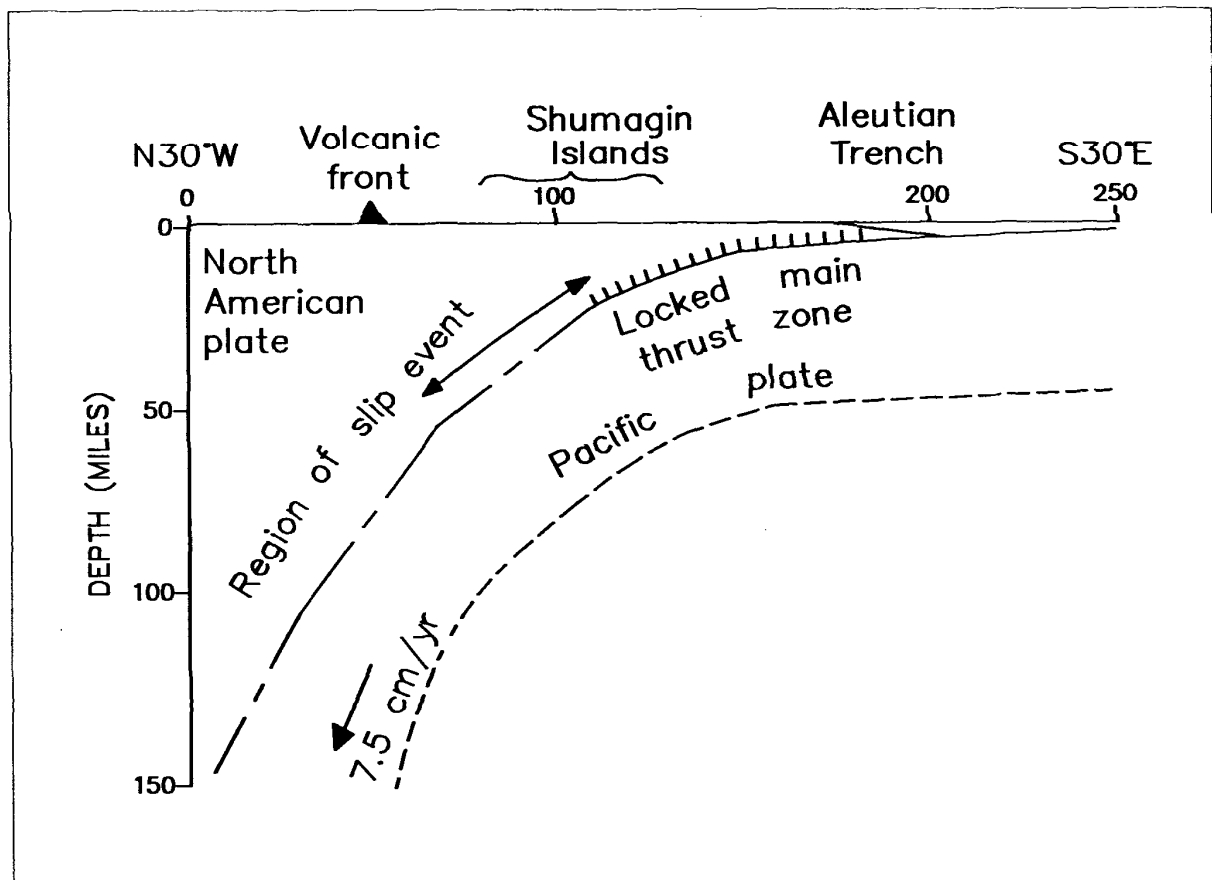 N30°W
Volcanic
front
Shumagin
Islands
Aleutian
Trench
S30°E
0
100
200
250
0
50
100
150
DEPTH (MILES)
North
American
plate
Region of slip event
Locked main
thrust zone
Pacific plate
7.5 cm/yr